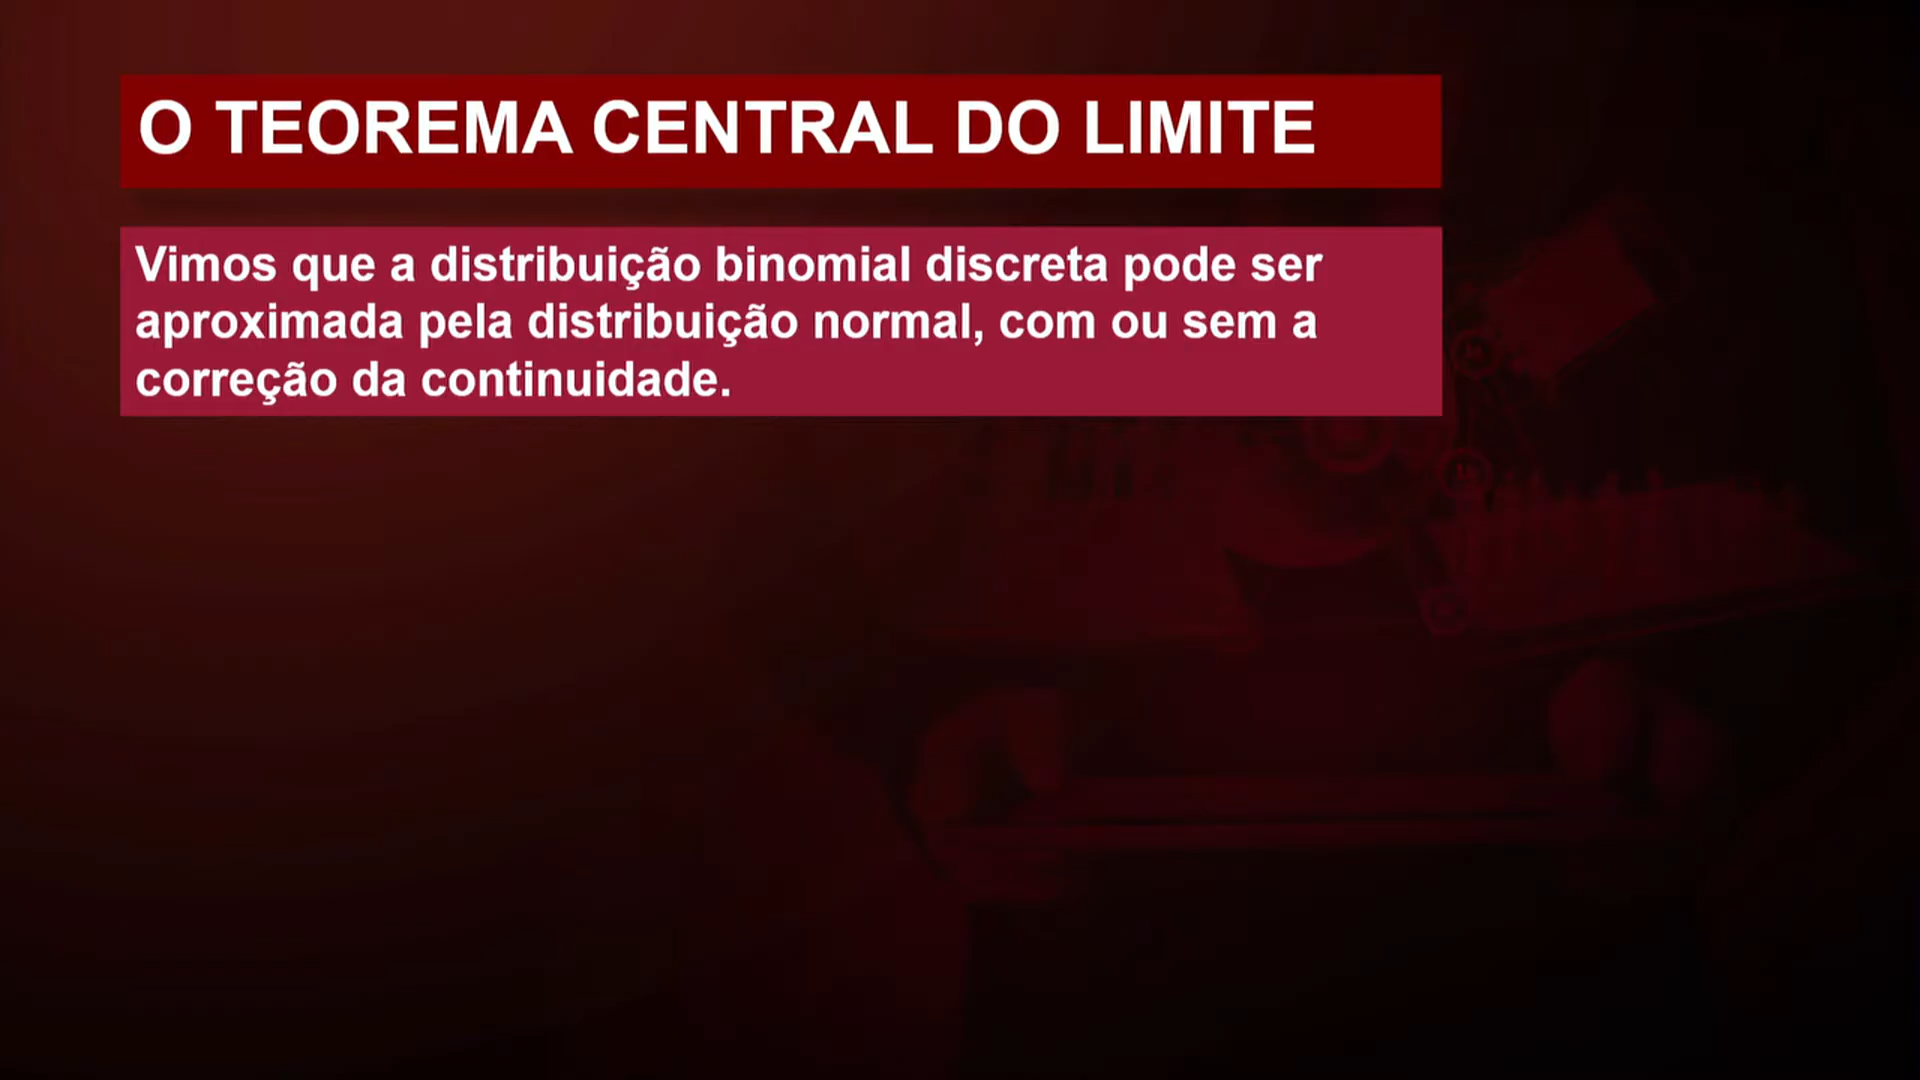 O TEOREMA CENTRAL DO LIMITE
Vimos que a distribuição binomial discreta pode ser
aproximada pela distribuição normal, com ou sem a
correção da continuidade.